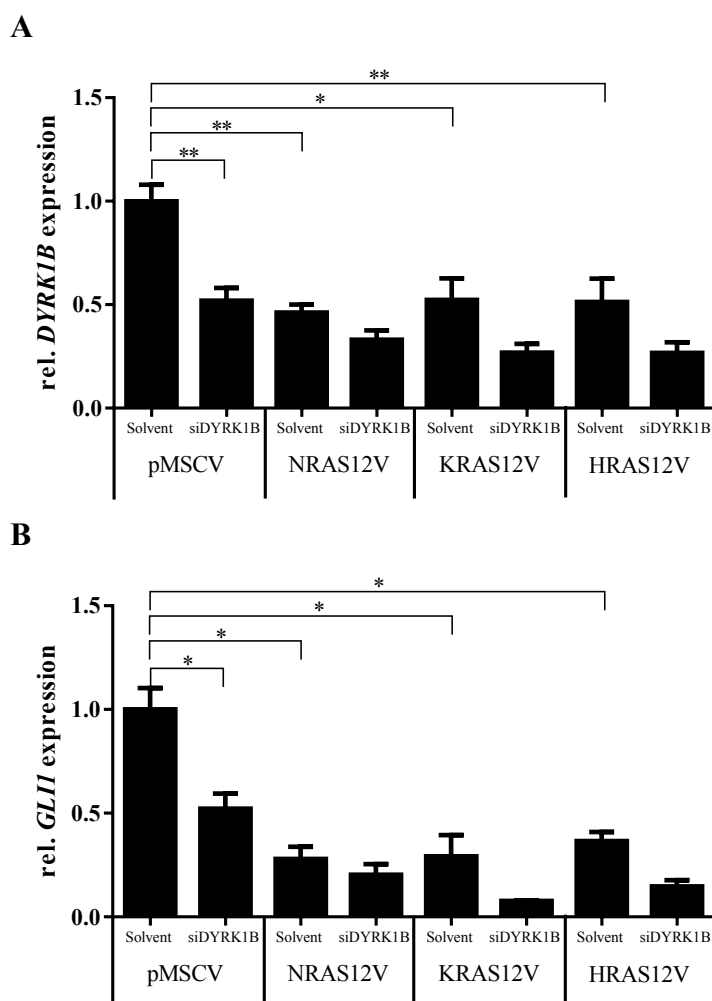 A
**
*
**
**
1.5
1.0
0.5
0.0
rel. DYRK1B expression
Solvent siDYRK1B Solvent siDYRK1B Solvent siDYRK1B Solvent siDYRK1B
pMSCV NRAS12V KRAS12V HRAS12V
B
*
*
*
*
1.5
1.0
0.5
0.0
rel. GLI1 expression
Solvent siDYRK1B Solvent siDYRK1B Solvent siDYRK1B Solvent siDYRK1B
pMSCV NRAS12V KRAS12V HRAS12V